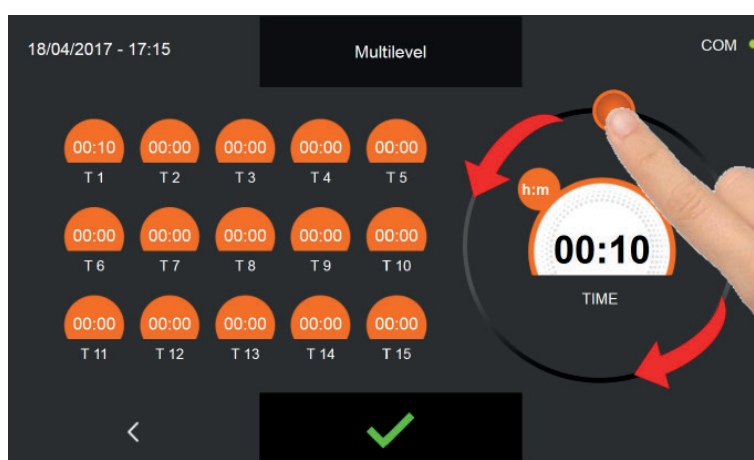 18/04/2017 - 17:15 Multilevel COM
00:10 00:00 00:00 00:00 00:00
T 1 T 2 T 3 T 4 T 5
h:m
00:00 00:00 00:00 00:00 00:00
T 6 T 7 T 8 T 9 T 10
00:10
TIME
00:00 00:00 00:00 00:00 00:00
T 11 T 12 T 13 T 14 T 15